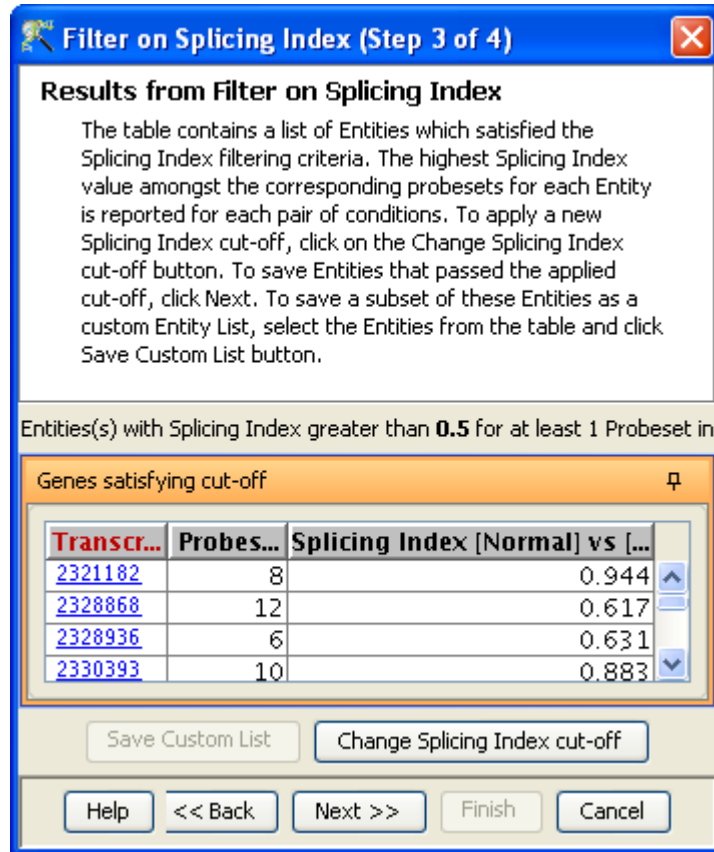 Filter on Splicing Index (Step 3 of 4)
Results from Filter on Splicing Index
The table contains a list of Entities which satisfied the
Splicing Index filtering criteria. The highest Splicing Index
value amongst the corresponding probesets for each Entity
is reported for each pair of conditions. To apply a new
Splicing Index cut-off, click on the Change Splicing Index
cut-off button. To save Entities that passed the applied
cut-off, click Next. To save a subset of these Entities as a
custom Entity List, select the Entities from the table and click
Save Custom List button.
Entities(s) with Splicing Index greater than 0.5 for at least 1 Probeset in
Genes satisfying cut-off
Transcr... Probes... Splicing Index [Normal] vs [...
2321182 8 0.944
2328868 12 0.617
2328936 6 0.631
2330393 10 0.883
Save Custom List Change Splicing Index cut-off
Help << Back Next >> Finish Cancel